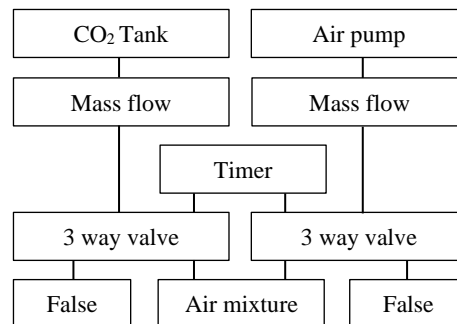 CO₂ Tank
Air pump
Mass flow
Mass flow
Timer
3 way valve
3 way valve
False
Air mixture
False